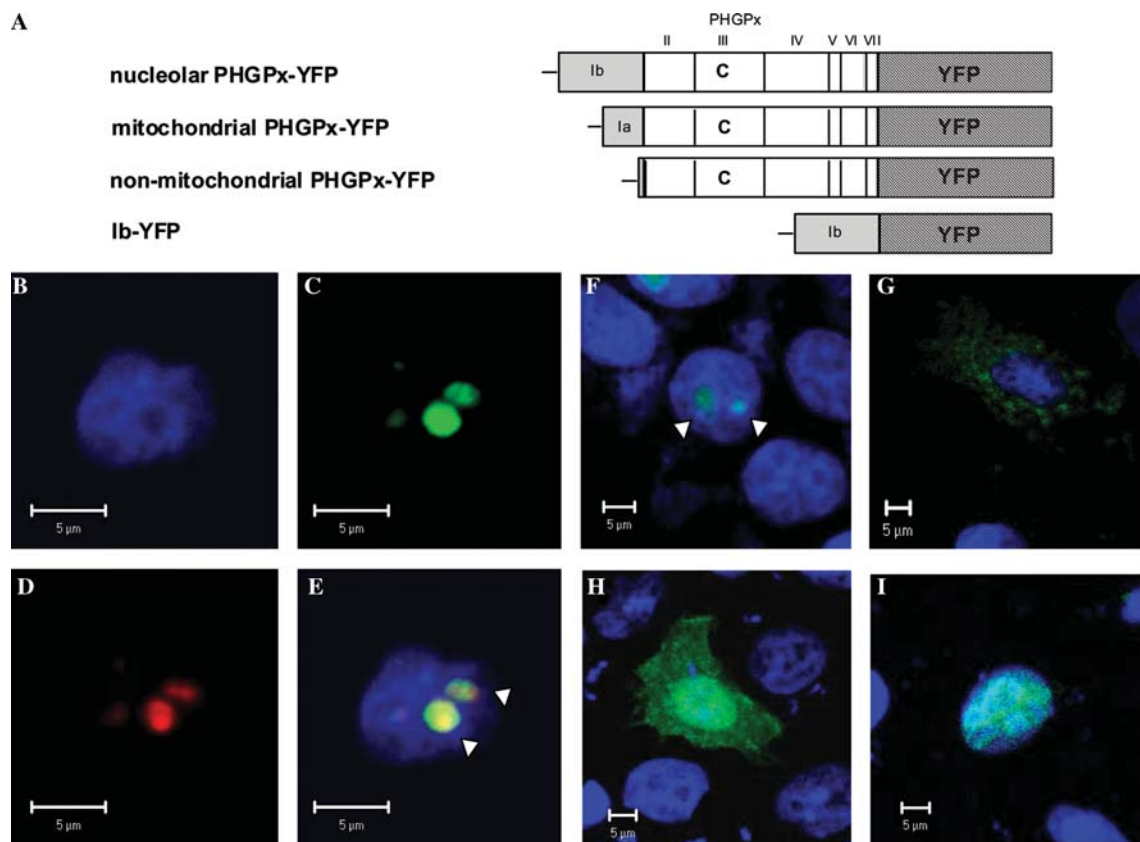 A
PHGPx
II III IV V VI VII
nucleolar PHGPx-YFP Ib C YFP
mitochondrial PHGPx-YFP Ia C YFP
non-mitochondrial PHGPx-YFP C YFP
Ib-YFP Ib YFP
B C F G
5 µm 5 µm 5 µm 5 µm
D E H I
5 µm 5 µm 5 µm 5 µm